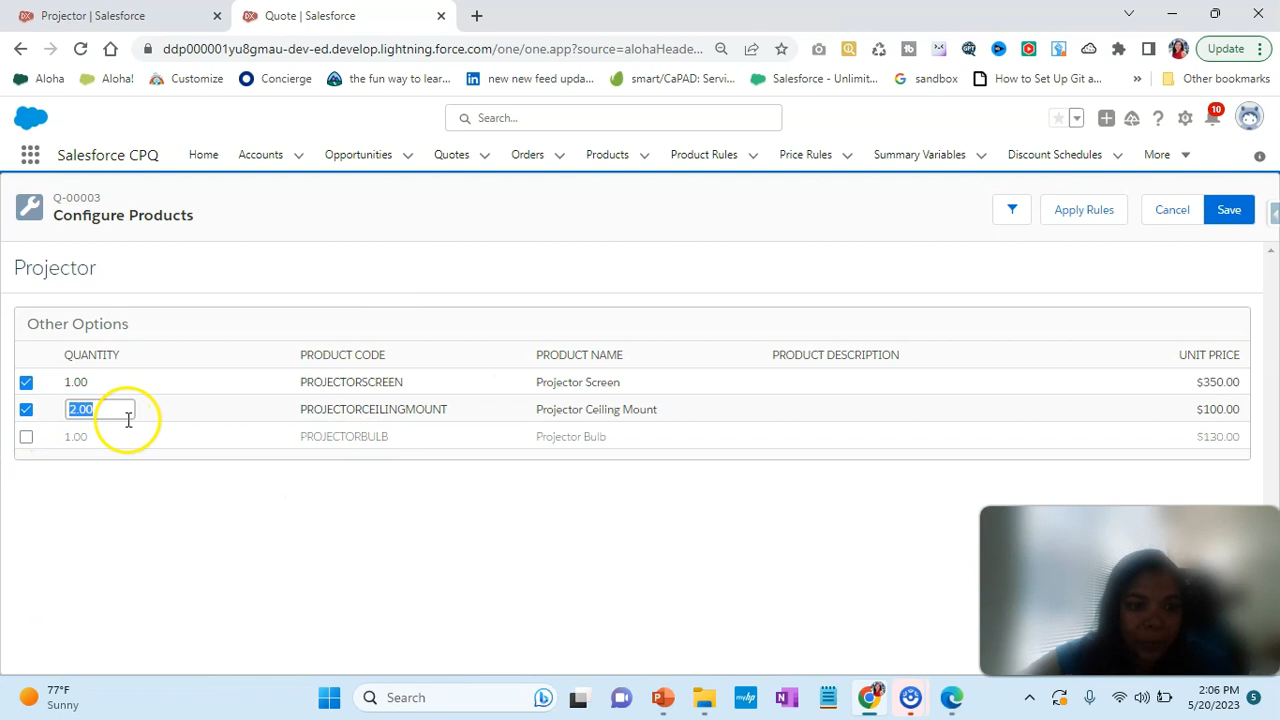 Projector | Salesforce
Quote | Salesforce
ddp000001yu8gmau-dev-ed.develop.lightning.force.com/one/one.app?source=alohaHeade...
Update
Aloha
Aloha!
Customize
Concierge
the fun way to lear...
new new feed upda...
smart/CaPAD: Servi...
Salesforce - Unlimit...
sandbox
How to Set Up Git a...
Other bookmarks
Search...
10
Salesforce CPQ
Home
Accounts
Opportunities
Quotes
Orders
Products
Product Rules
Price Rules
Summary Variables
Discount Schedules
More
Q-00003
Configure Products
Apply Rules
Cancel
Save
Projector
Other Options
QUANTITY PRODUCT CODE PRODUCT NAME PRODUCT DESCRIPTION UNIT PRICE
1.00 PROJECTORSCREEN Projector Screen $350.00
2.00 PROJECTORCEILINGMOUNT Projector Ceiling Mount $100.00
1.00 PROJECTORBULB Projector Bulb $130.00
77°F
Sunny
Search
2:06 PM
5/20/2023
5